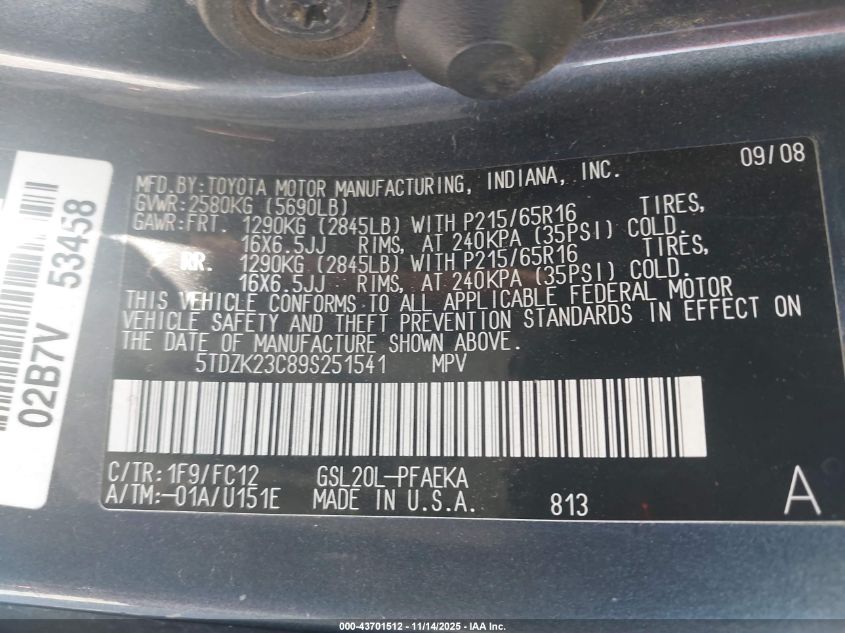 02B7V 53458
MFD.BY:TOYOTA MOTOR MANUFACTURING, INDIANA, INC. 09/08
GVWR:2580KG (5690LB)
GAWR:FRT. 1290KG (2845LB) WITH P215/65R16 TIRES,
16X6.5JJ RIMS, AT 240KPA (35PSI) COLD.
RR. 1290KG (2845LB) WITH P215/65R16 TIRES,
16X6.5JJ RIMS, AT 240KPA (35PSI) COLD.
THIS VEHICLE CONFORMS TO ALL APPLICABLE FEDERAL MOTOR
VEHICLE SAFETY AND THEFT PREVENTION STANDARDS IN EFFECT ON
THE DATE OF MANUFACTURE SHOWN ABOVE.
5TDZK23C89S251541 MPV
C/TR:1F9/FC12 GSL20L-PFAEKA
A/TM:-01A/U151E MADE IN U.S.A. 813 A
000-43701512 - 11/14/2025 - IAA Inc.